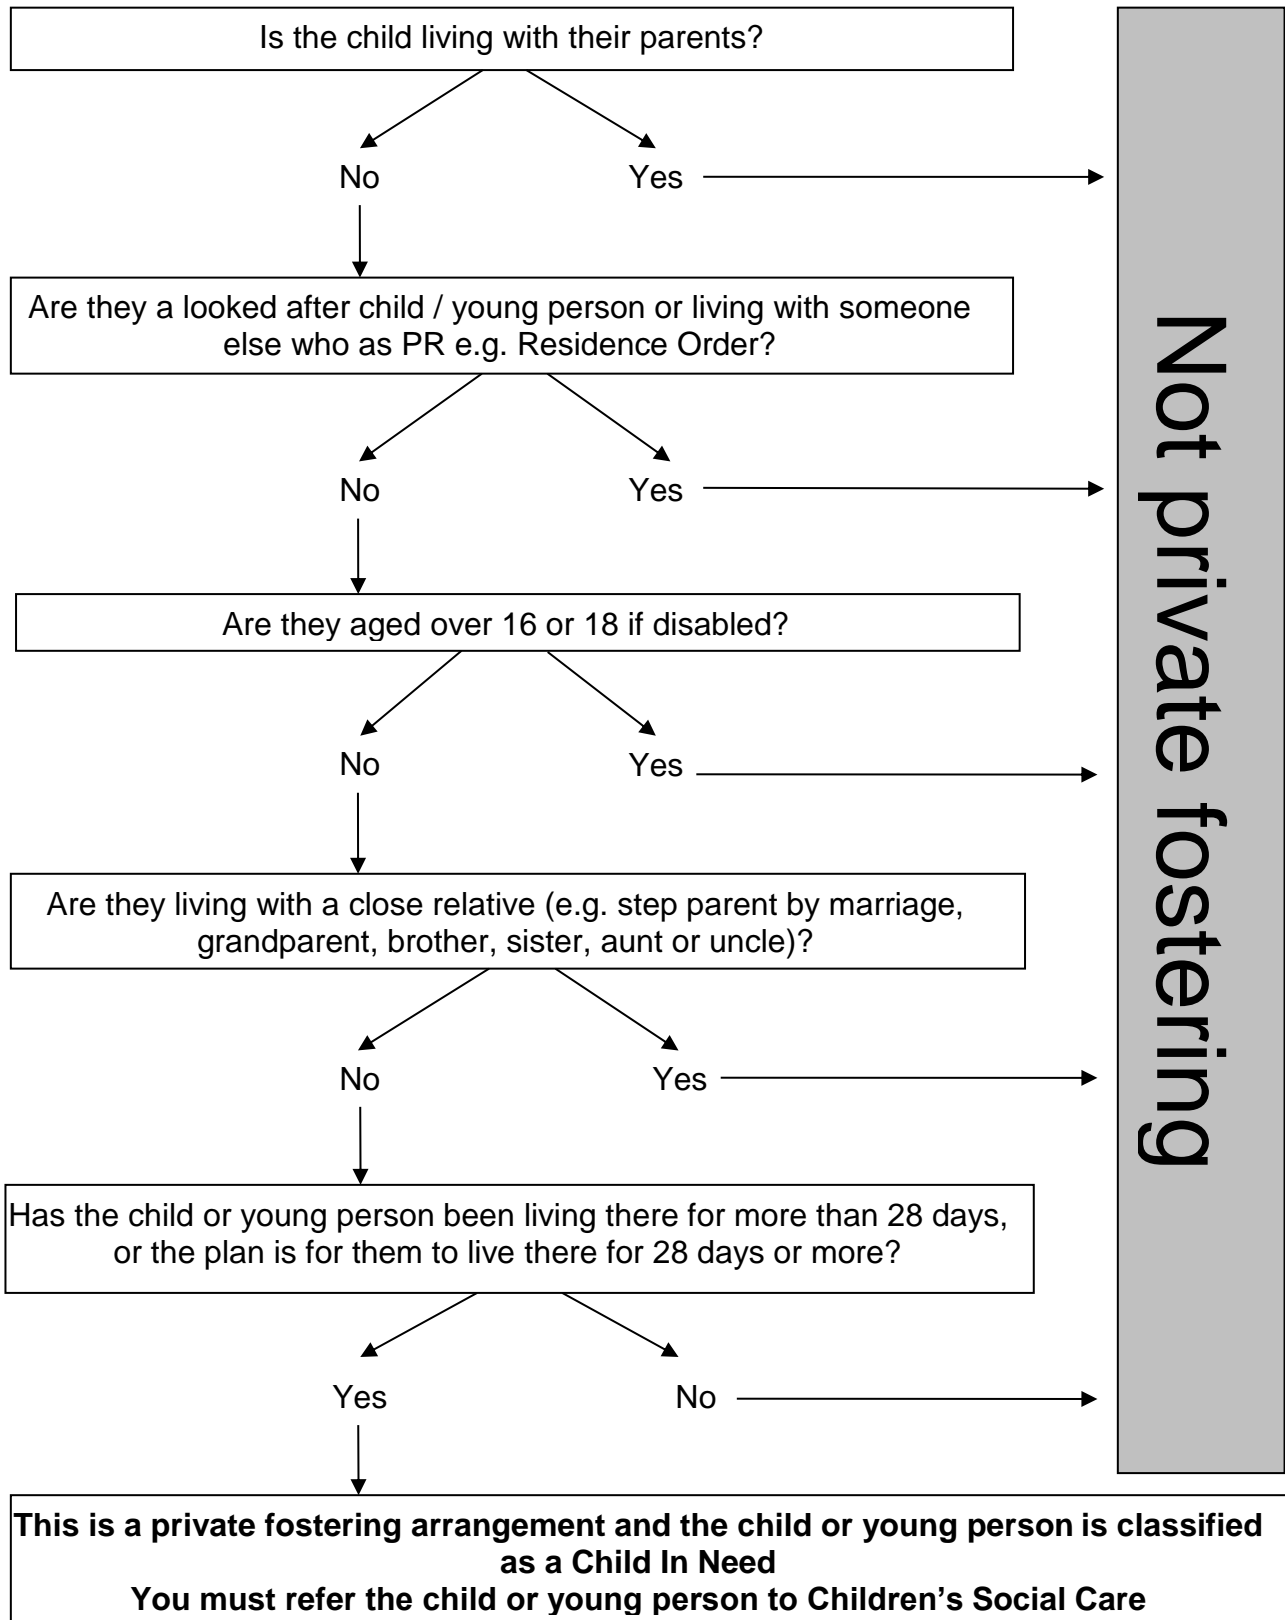 Is the child living with their parents?
No
Yes
Are they a looked after child / young person or living with someone
else who as PR e.g. Residence Order?
No
Yes
Are they aged over 16 or 18 if disabled?
No
Yes
Are they living with a close relative (e.g. step parent by marriage,
grandparent, brother, sister, aunt or uncle)?
No
Yes
Has the child or young person been living there for more than 28 days,
or the plan is for them to live there for 28 days or more?
Yes
No
Not private fostering
This is a private fostering arrangement and the child or young person is classified
as a Child In Need
You must refer the child or young person to Children’s Social Care